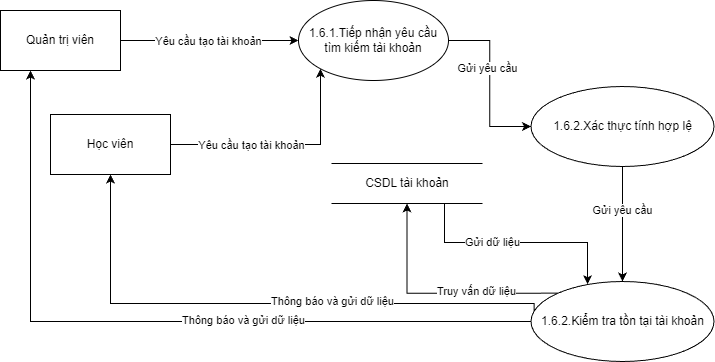 Quản trị viên
Yêu cầu tạo tài khoản
1.6.1.Tiếp nhận yêu cầu
tìm kiếm tài khoản
Gửi yêu cầu
1.6.2.Xác thực tính hợp lệ
Học viên
Yêu cầu tạo tài khoản
CSDL tài khoản
Gửi yêu cầu
Gửi dữ liệu
Truy vấn dữ liệu
Thông báo và gửi dữ liệu
Thông báo và gửi dữ liệu
1.6.2.Kiểm tra tồn tại tài khoản